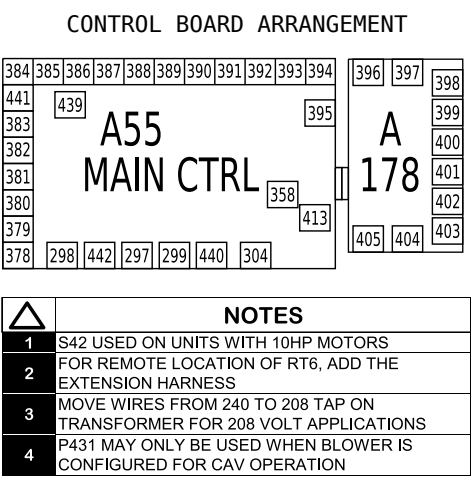 CONTROL BOARD ARRANGEMENT
384 385 386 387 388 389 390 391 392 393 394
396 397
398
441
439
395
399
383
A55
A
400
382
MAIN CTRL
178
401
381
358
402
380
413
403
379
405 404
378
298 442 297 299 440 304
NOTES
1 S42 USED ON UNITS WITH 10HP MOTORS
2 FOR REMOTE LOCATION OF RT6, ADD THE
EXTENSION HARNESS
3 MOVE WIRES FROM 240 TO 208 TAP ON
TRANSFORMER FOR 208 VOLT APPLICATIONS
4 P431 MAY ONLY BE USED WHEN BLOWER IS
CONFIGURED FOR CAV OPERATION